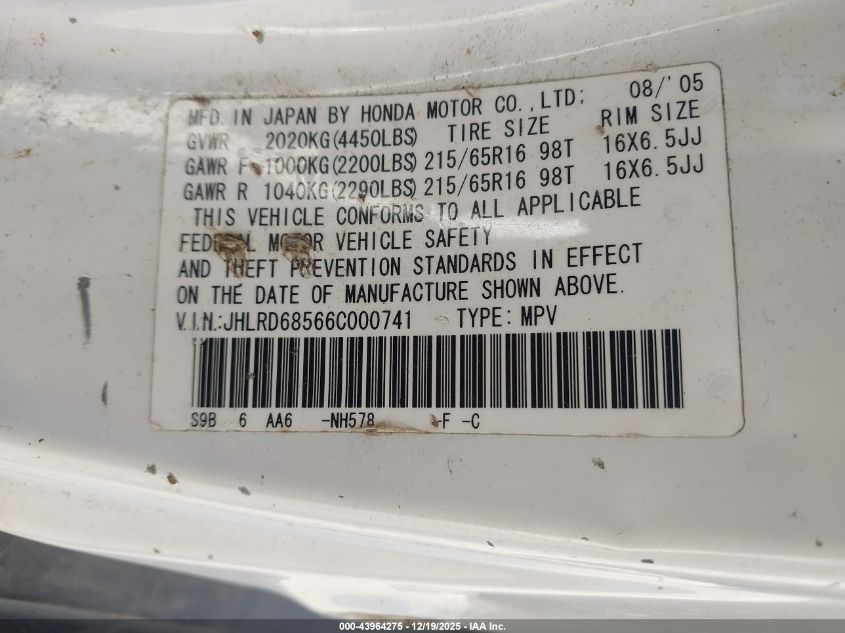 MFD. IN JAPAN BY HONDA MOTOR CO.,LTD; 08/'05
GVWR 2020KG(4450LBS) TIRE SIZE RIM SIZE
GAWR F 1000KG(2200LBS) 215/65R16 98T 16X6.5JJ
GAWR R 1040KG(2290LBS) 215/65R16 98T 16X6.5JJ
THIS VEHICLE CONFORMS TO ALL APPLICABLE
FEDERAL MOTOR VEHICLE SAFETY
AND THEFT PREVENTION STANDARDS IN EFFECT
ON THE DATE OF MANUFACTURE SHOWN ABOVE.
V.I.N.:JHLRD68566C000741 TYPE: MPV
S9B 6 AA6 -NH578 -F -C
000-43964275 - 12/19/2025 - IAA Inc.